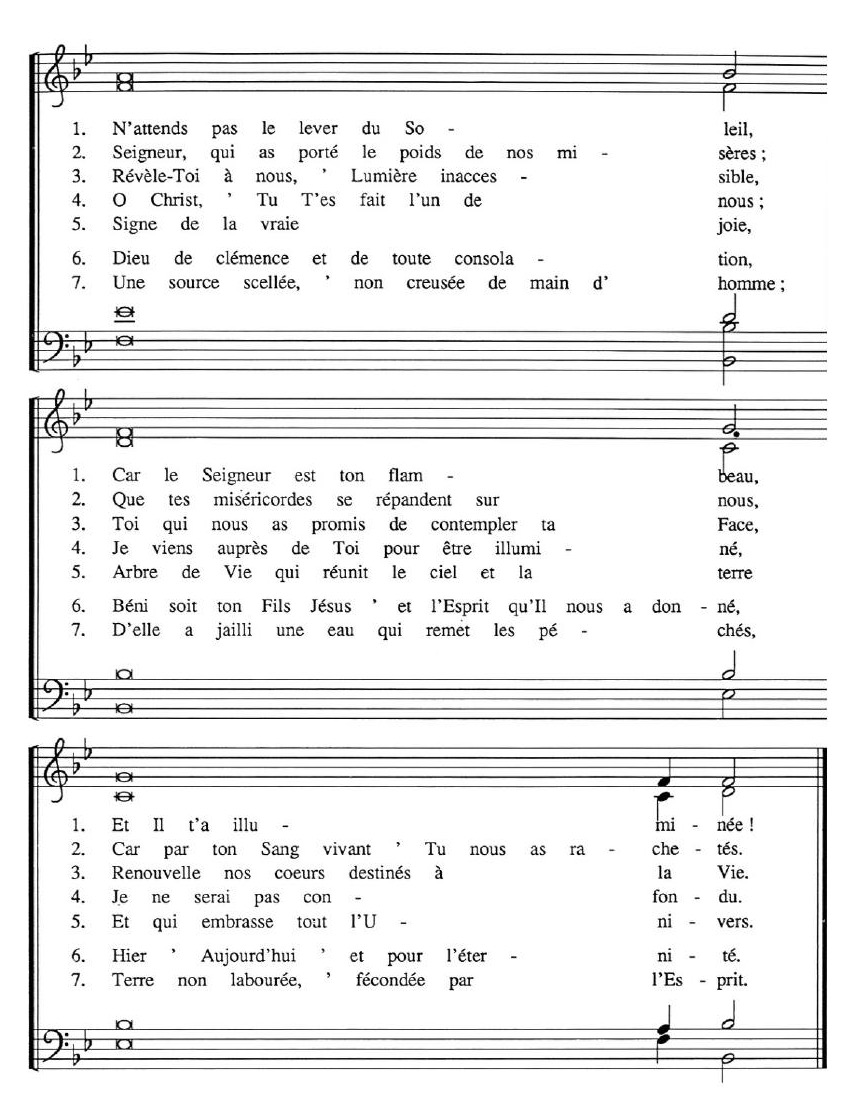 1. N'attends pas le lever du So - leil,
2. Seigneur, qui as porté le poids de nos mi - sères ;
3. Révèle-Toi à nous, ’ Lumière inacces - sible,
4. O Christ, ’ Tu T'es fait l'un de nous ;
5. Signe de la vraie joie,
6. Dieu de clémence et de toute consola - tion,
7. Une source scellée, ’ non creusée de main d’ homme ;
1. Car le Seigneur est ton flam - beau,
2. Que tes miséricordes se répandent sur nous,
3. Toi qui nous as promis de contempler ta Face,
4. Je viens auprès de Toi pour être illumi - né,
5. Arbre de Vie qui réunit le ciel et la terre
6. Béni soit ton Fils Jésus ’ et l'Esprit qu'Il nous a don - né,
7. D'elle a jailli une eau qui remet les pé - chés,
1. Et Il t'a illu - mi - née !
2. Car par ton Sang vivant ’ Tu nous as ra - che - tés.
3. Renouvelle nos coeurs destinés à la Vie.
4. Je ne serai pas con - fon - du.
5. Et qui embrasse tout l'U - ni - vers.
6. Hier ’ Aujourd'hui ’ et pour l'éter - ni - té.
7. Terre non labourée, ’ fécondée par l'Es - prit.